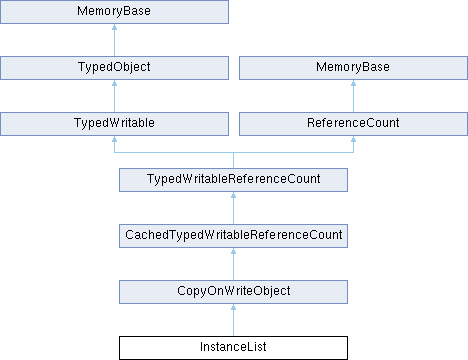 MemoryBase
TypedObject
MemoryBase
TypedWritable
ReferenceCount
TypedWritableReferenceCount
CachedTypedWritableReferenceCount
CopyOnWriteObject
InstanceList